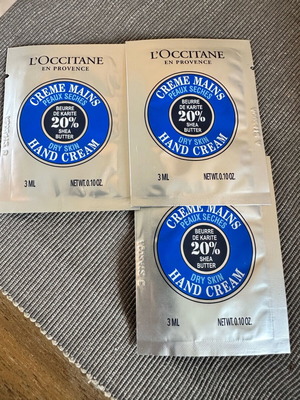 L'OCCITANE
EN PROVENCE
CREME MAINS
PEAUX SECHES
BEURRE
DE KARITE
20%
SHEA
BUTTER
DRY SKIN
HAND CREAM
3 ML NET WT. 0.10 OZ.
L'OCCITANE
EN PROVENCE
CREME MAINS
PEAUX SECHES
BEURRE
DE KARITE
20%
SHEA
BUTTER
DRY SKIN
HAND CREAM
3 ML NET WT. 0.10 OZ.
CREME MAINS
PEAUX SECHES
BEURRE
DE KARITE
20%
SHEA
BUTTER
DRY SKIN
HAND CREAM
3 ML NET WT. 0.10 OZ.